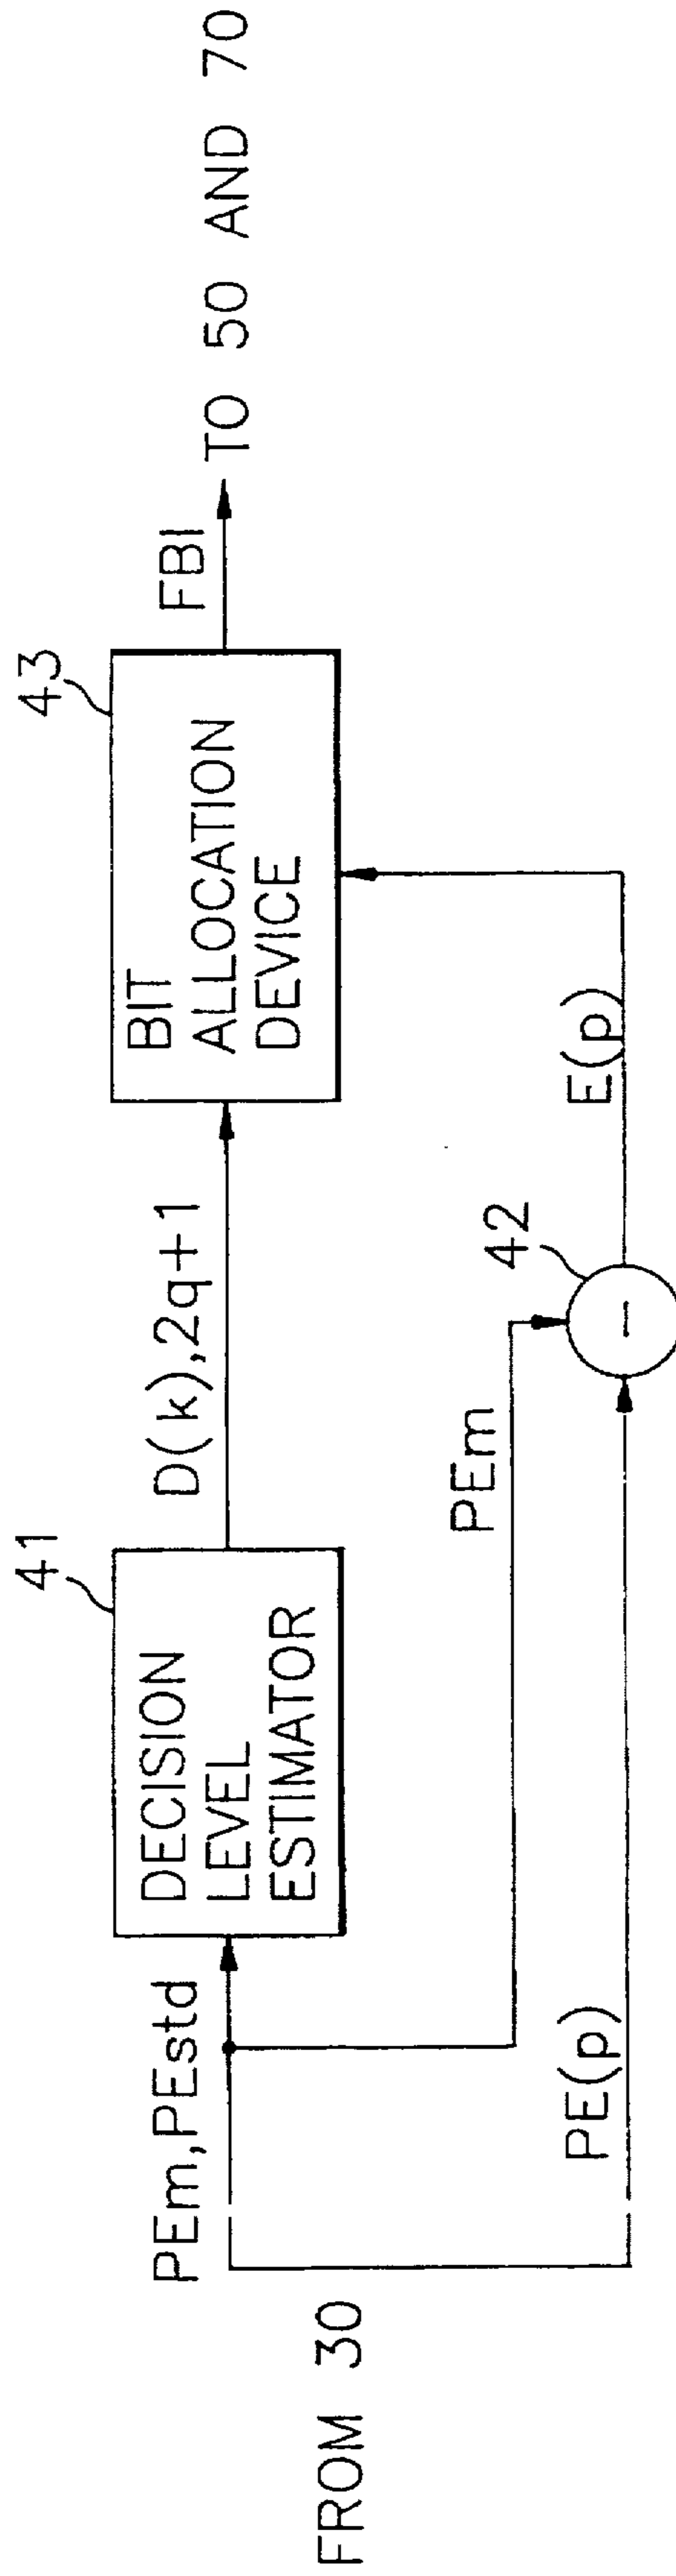 FROM 30
PEm,PEstd
PE(p)
41
DECISION
LEVEL
ESTIMATOR
PEm
D(k),2q+1
42
E(p)
43
BIT
ALLOCATION
DEVICE
FBI
TO 50 AND 70